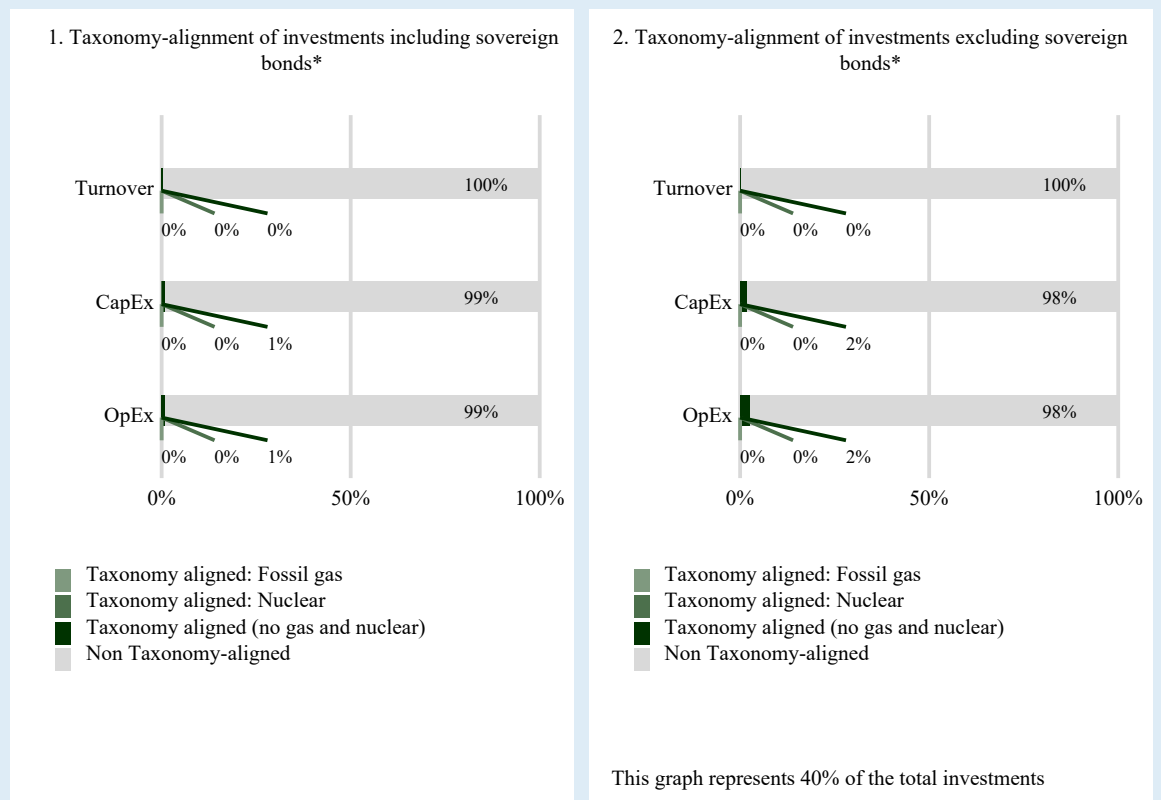 1. Taxonomy-alignment of investments including sovereign
bonds*
Turnover
100%
0% 0% 0%
CapEx
99%
0% 0% 1%
OpEx
99%
0% 0% 1%
0% 50% 100%
Taxonomy aligned: Fossil gas
Taxonomy aligned: Nuclear
Taxonomy aligned (no gas and nuclear)
Non Taxonomy-aligned
2. Taxonomy-alignment of investments excluding sovereign
bonds*
Turnover
100%
0% 0% 0%
CapEx
98%
0% 0% 2%
OpEx
98%
0% 0% 2%
0% 50% 100%
Taxonomy aligned: Fossil gas
Taxonomy aligned: Nuclear
Taxonomy aligned (no gas and nuclear)
Non Taxonomy-aligned
This graph represents 40% of the total investments